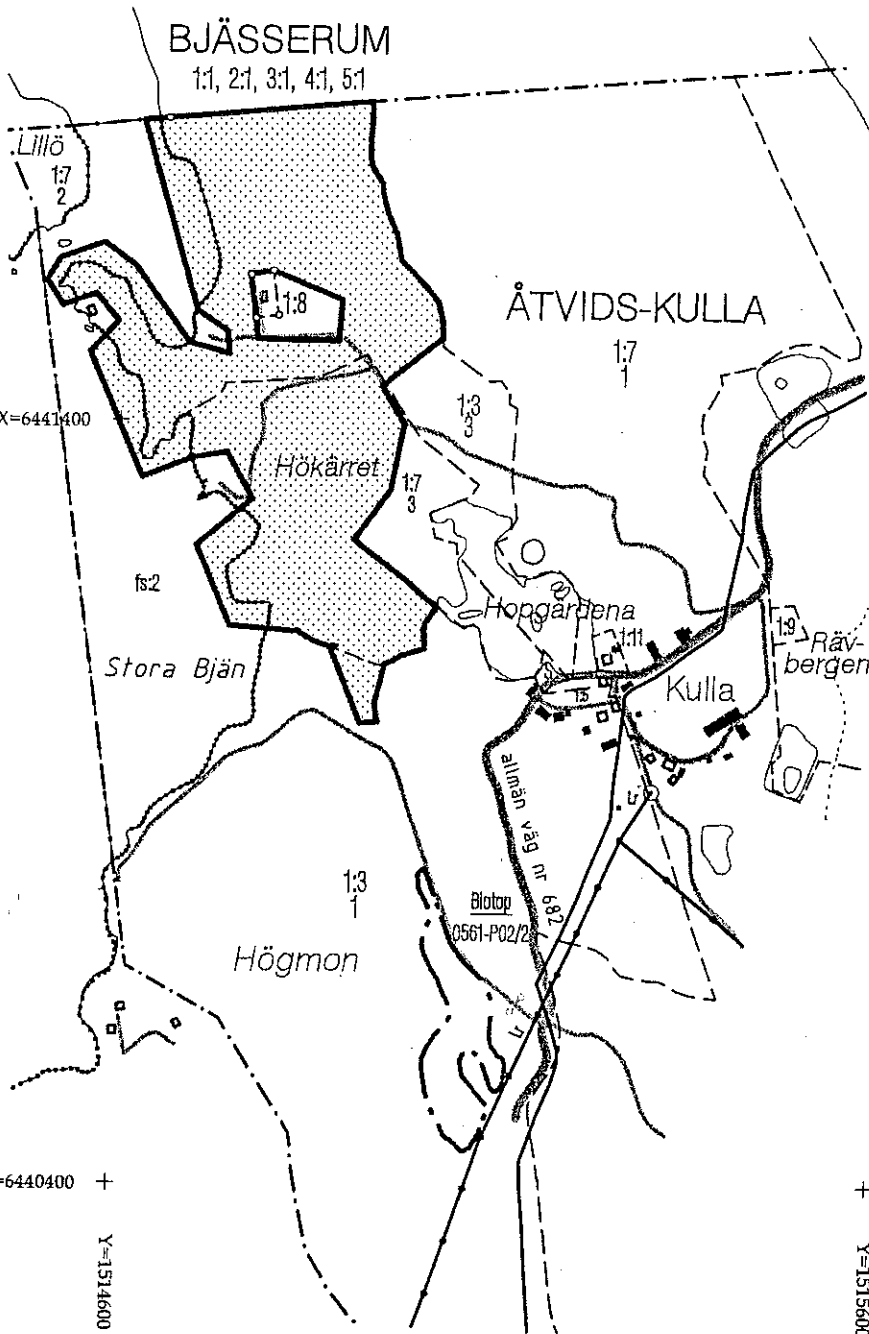 BJÄSSERUM
1:1, 2:1, 3:1, 4:1, 5:1
Lillö
1:7
2
1:8
ÅTVIDS-KULLA
1:7
1
X=6441400
1:3
3
Hökärret
1:7
3
fs:2
Hopgårdena
1:11
1:9
Räv-
bergen
Stora Bjän
1:5
Kulla
allmän väg nr 682
1:3
1
Biotop
0561-P02/2
Högmon
=6440400
Y=1514600
Y=1515600